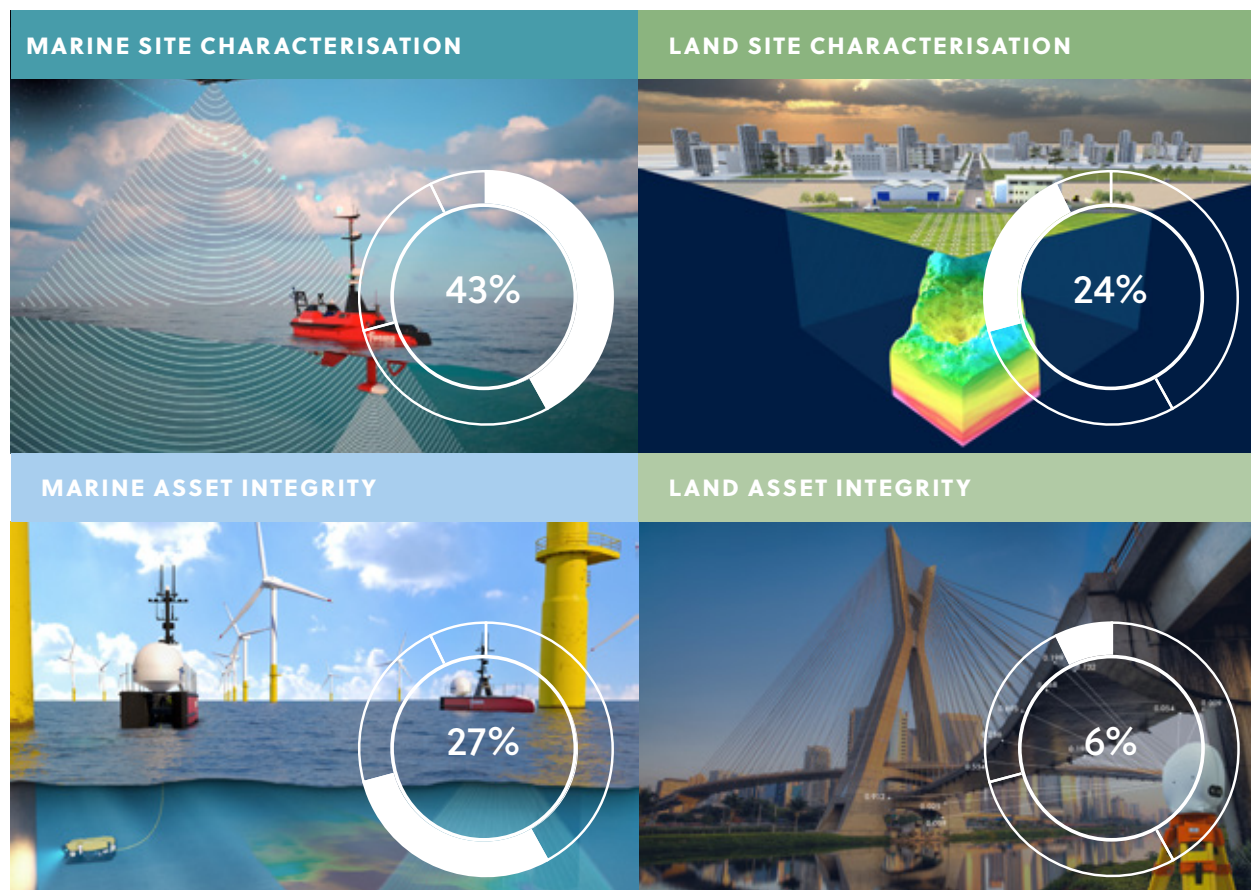 MARINE SITE CHARACTERISATION
LAND SITE CHARACTERISATION
43%
24%
MARINE ASSET INTEGRITY
LAND ASSET INTEGRITY
27%
6%